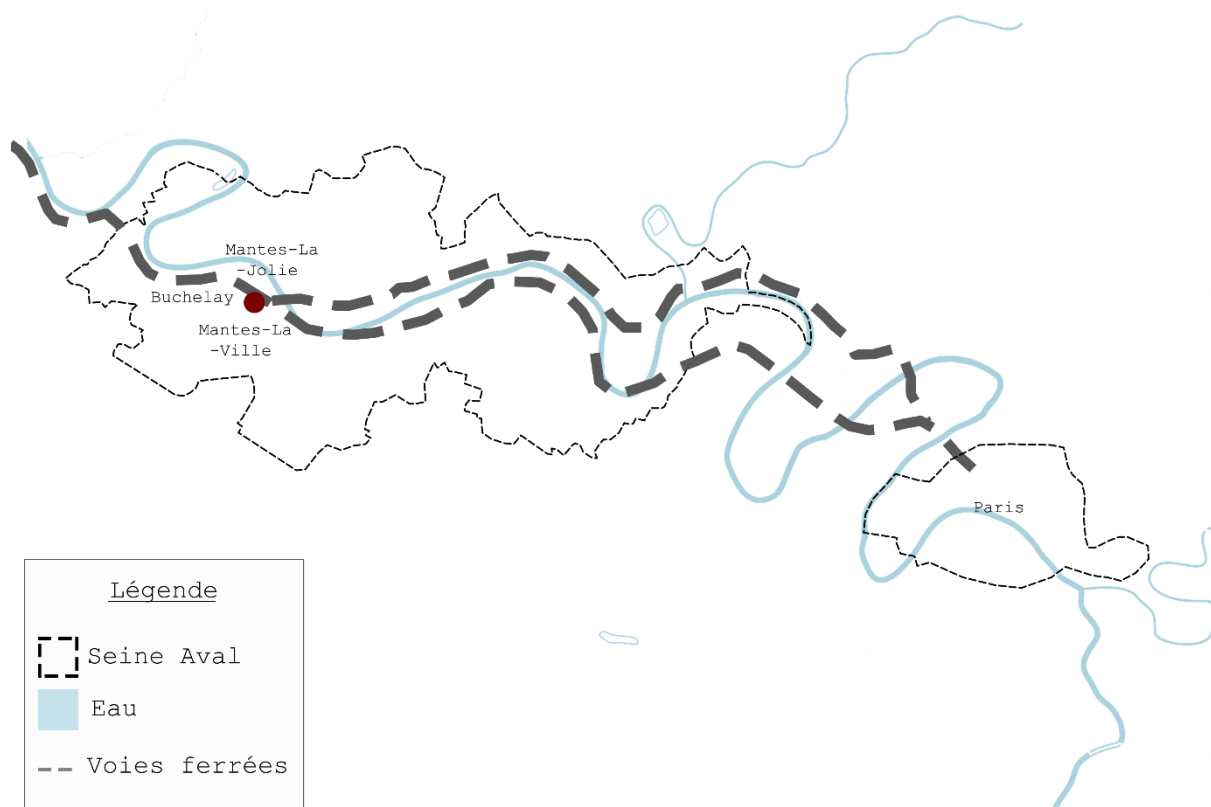 Mantes-La
-Jolie
Buchelay
Mantes-La
-Ville
Paris
Légende
Seine Aval
Eau
Voies ferrées